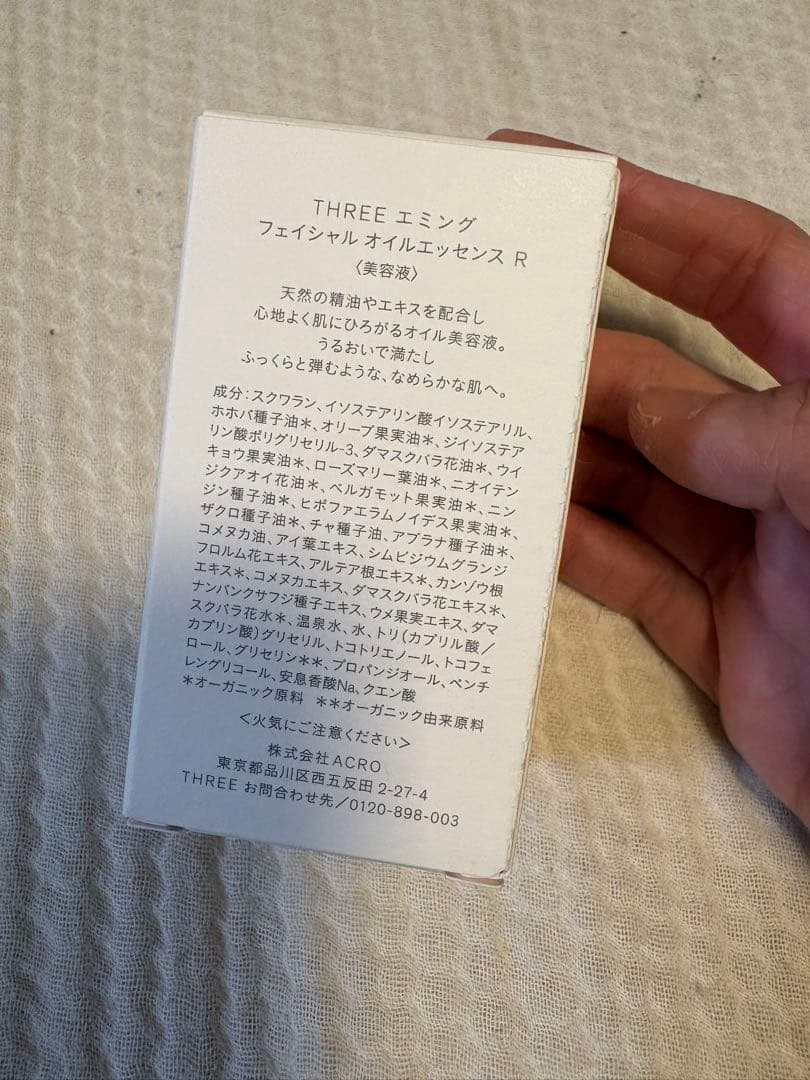 THREE エミング
フェイシャル オイルエッセンス R
〈美容液〉
天然の精油やエキスを配合し
心地よく肌にひろがるオイル美容液。
うるおいで満たし
ふっくらと弾むような、なめらかな肌へ。
成分：スクワラン、イソステアリン酸イソステアリル、
ホホバ種子油＊、オリーブ果実油＊、ジイソステア
リン酸ポリグリセリル-3、ダマスクバラ花油＊、ウイ
キョウ果実油＊、ローズマリー葉油＊、ニオイテン
ジクアオイ花油＊、ベルガモット果実油＊、ニン
ジン種子油＊、ヒポファエラムノイデス果実油＊、
ザクロ種子油＊、チャ種子油、アブラナ種子油＊、
コメヌカ油、アイ葉エキス、シムビジウムグランジ
フロルム花エキス、アルテア根エキス＊、カンゾウ根
エキス＊、コメヌカエキス、ダマスクバラ花エキス＊、
ナンバンクサフジ種子エキス、ウメ果実エキス、ダマ
スクバラ花水＊、温泉水、水、トリ（カプリル酸／
カプリン酸）グリセリル、トコトリエノール、トコフェ
ロール、グリセリン＊＊、プロパンジオール、ペンチ
レングリコール、安息香酸Na、クエン酸
＊オーガニック原料 ＊＊オーガニック由来原料
＜火気にご注意ください＞
株式会社ACRO
東京都品川区西五反田 2-27-4
THREE お問合わせ先／0120-898-003